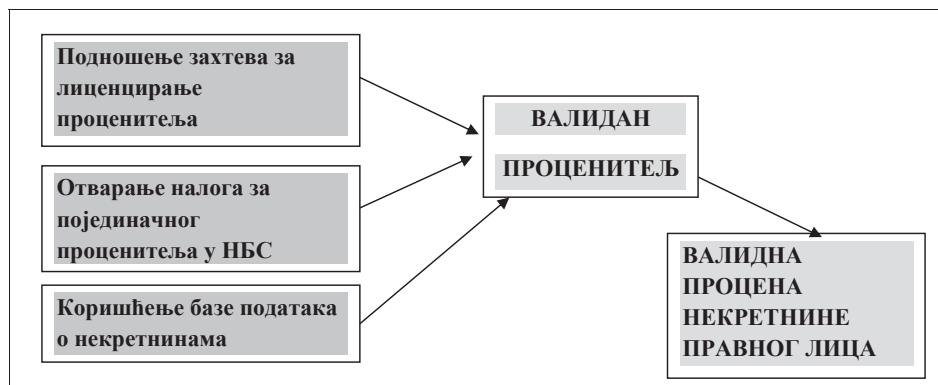 Подношење захтева за
лиценцирање
проценитеља
Отварање налога за
појединачног
проценитеља у НБС
Коришћење базе података
о некретнинама
ВАЛИДАН
ПРОЦЕНИТЕЉ
ВАЛИДНА
ПРОЦЕНА
НЕКРЕТНИНЕ
ПРАВНОГ ЛИЦА